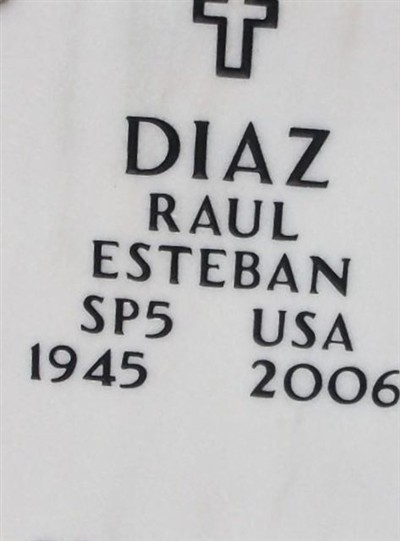 DIAZ
RAUL
ESTEBAN
SP5 USA
1945 2006